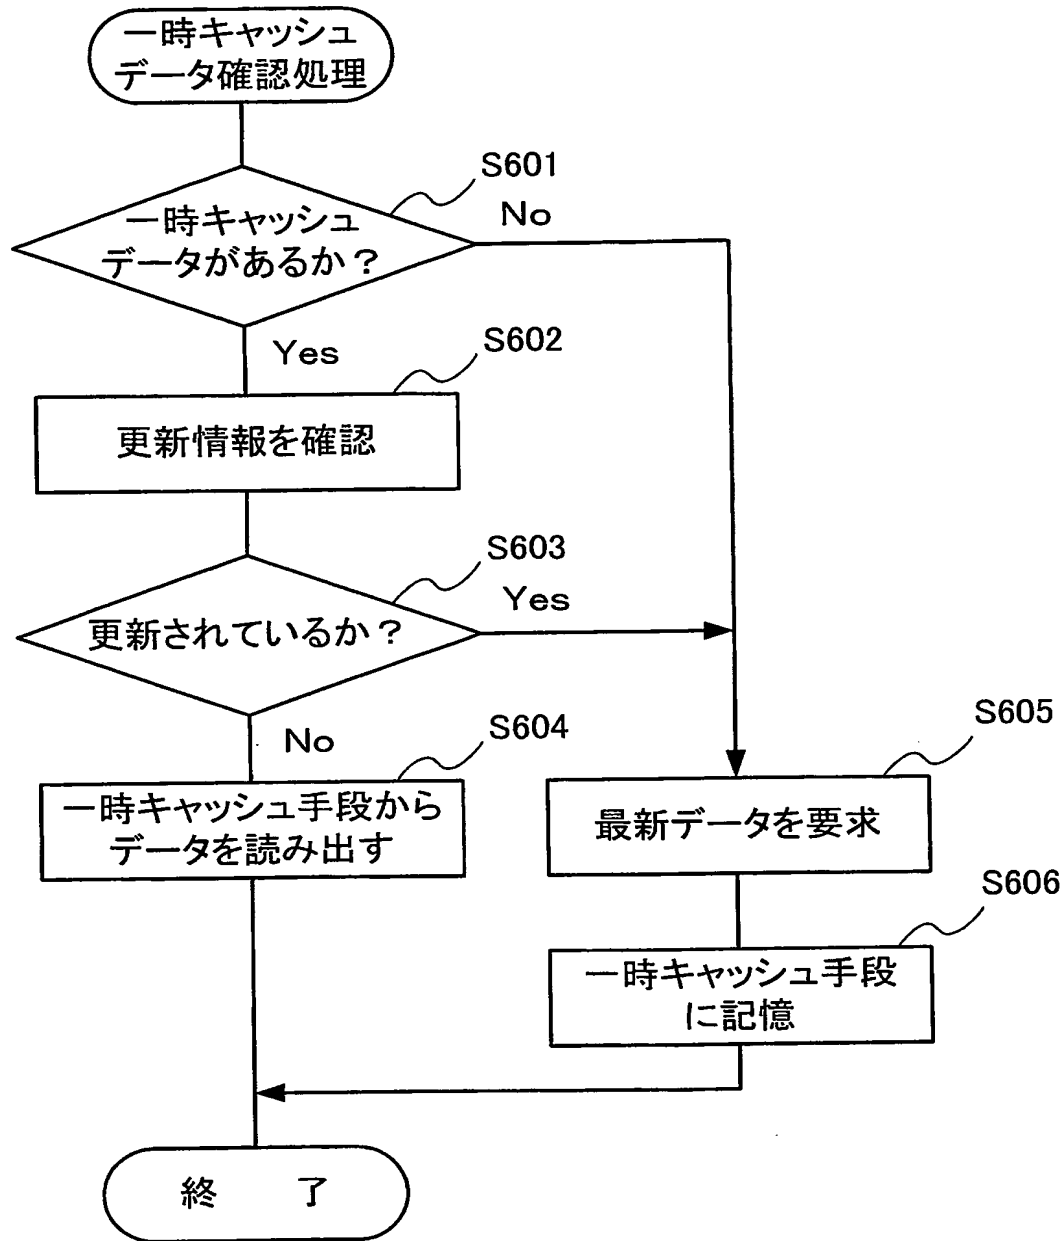 一時キャッシュ
データ確認処理
S601
一時キャッシュ
データがあるか？
No
Yes
S602
更新情報を確認
S603
更新されているか？
Yes
No
S604
一時キャッシュ手段から
データを読み出す
S605
最新データを要求
S606
一時キャッシュ手段
に記憶
終　了